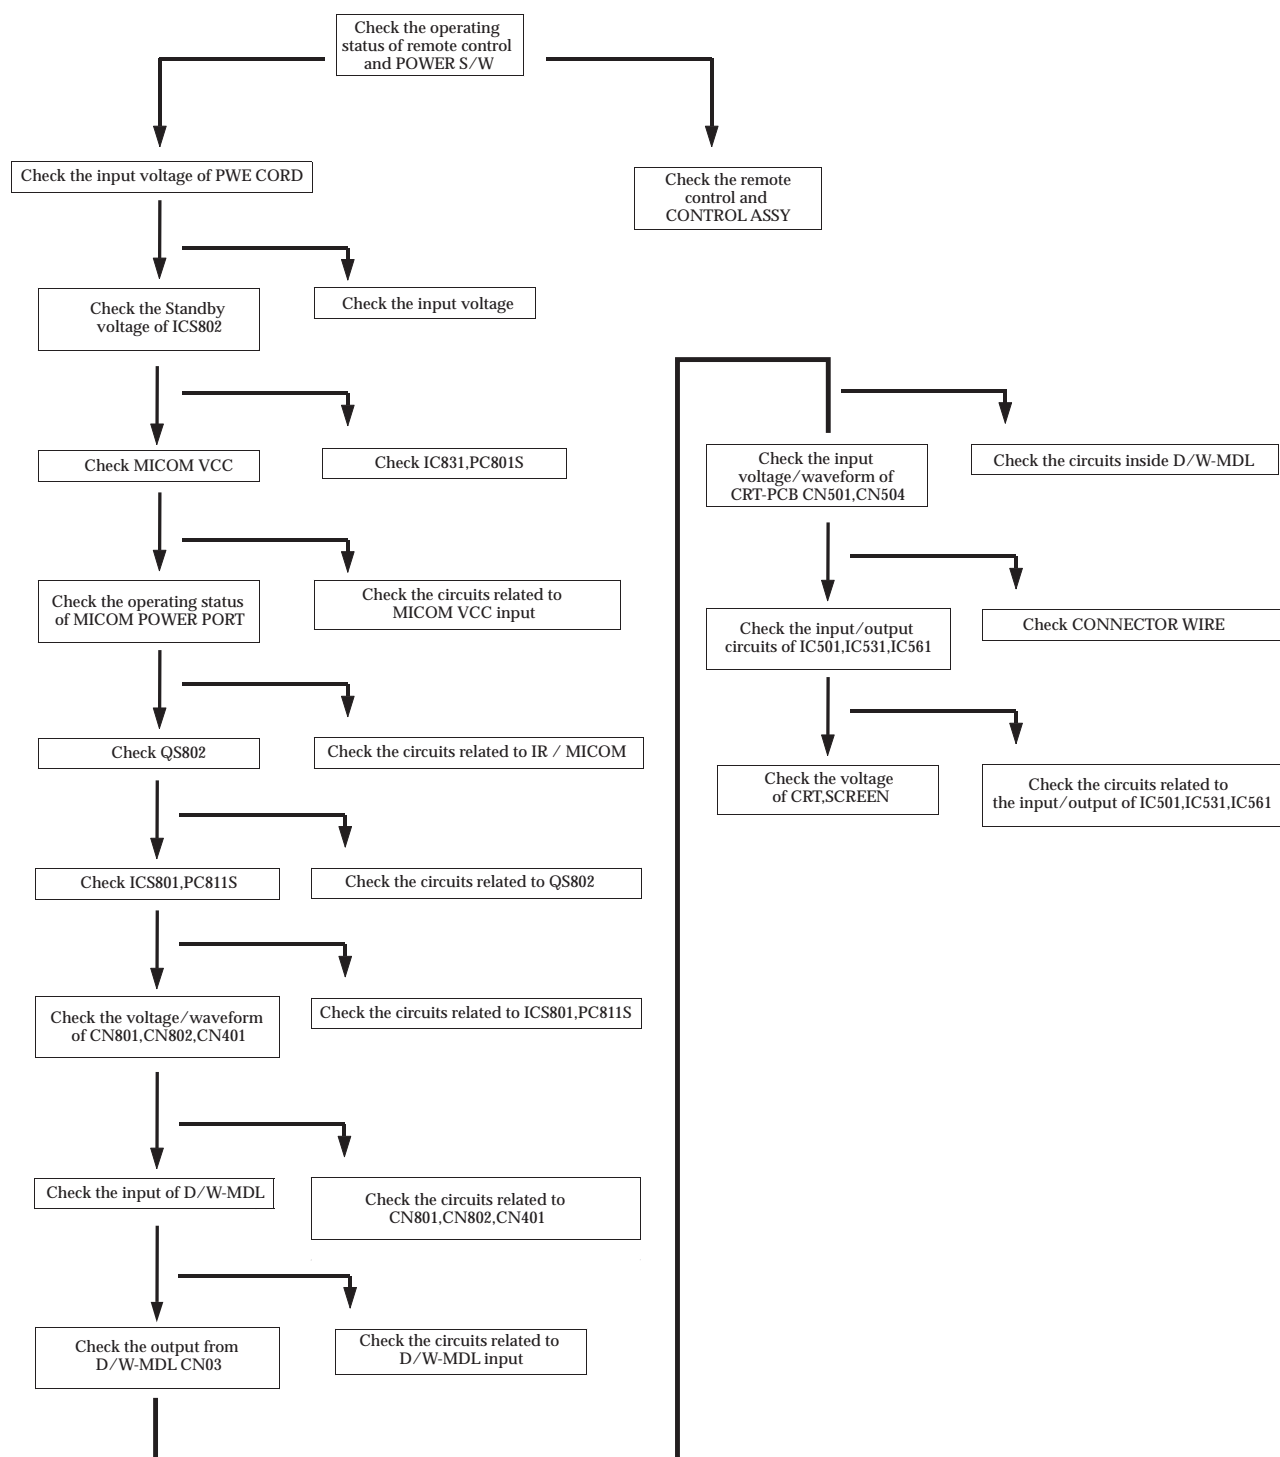 Check the operating
status of remote control
and POWER S/W
Check the input voltage of PWE CORD
Check the remote
control and
CONTROL ASSY
Check the Standby
voltage of ICS802
Check the input voltage
Check MICOM VCC
Check IC831,PC801S
Check the operating status
of MICOM POWER PORT
Check the circuits related to
MICOM VCC input
Check QS802
Check the circuits related to IR / MICOM
Check ICS801,PC811S
Check the circuits related to QS802
Check the voltage/waveform
of CN801,CN802,CN401
Check the circuits related to ICS801,PC811S
Check the input of D/W-MDL
Check the circuits related to
CN801,CN802,CN401
Check the output from
D/W-MDL CN03
Check the circuits related to
D/W-MDL input
Check the input
voltage/waveform of
CRT-PCB CN501,CN504
Check the circuits inside D/W-MDL
Check the input/output
circuits of IC501,IC531,IC561
Check CONNECTOR WIRE
Check the voltage
of CRT,SCREEN
Check the circuits related to
the input/output of IC501,IC531,IC561